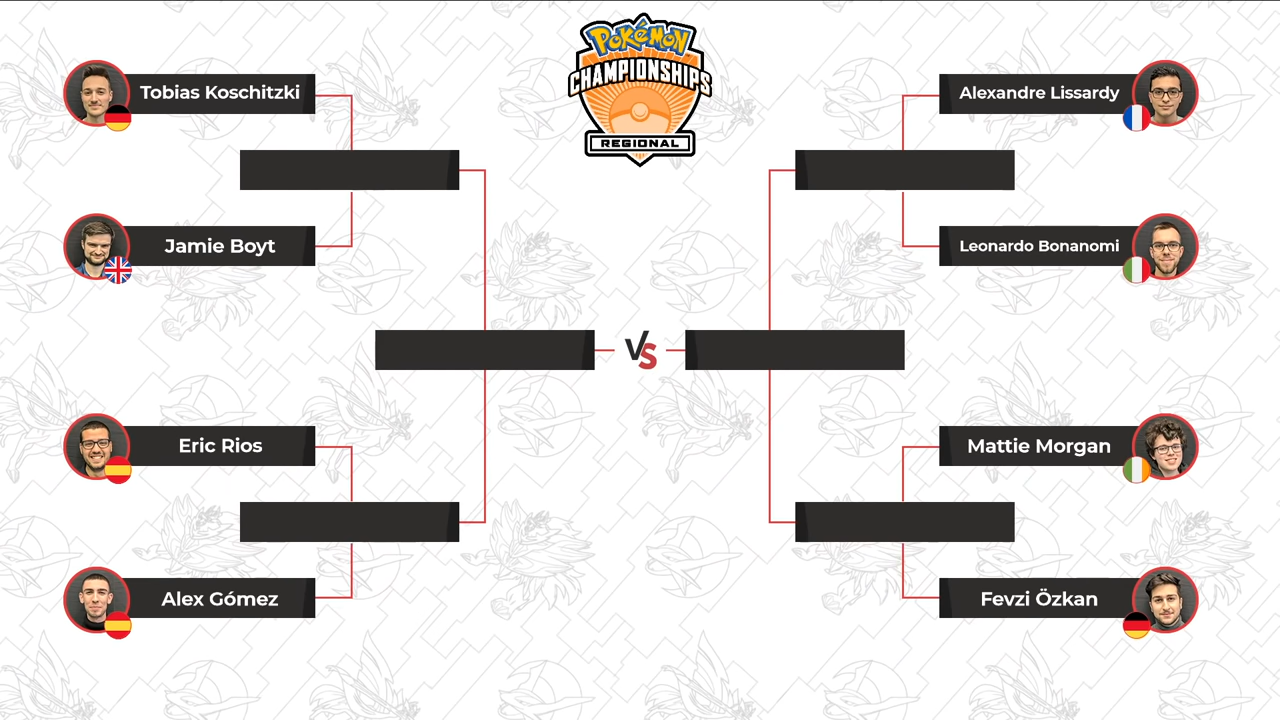 POKéMON
CHAMPIONSHIPS
REGIONAL
Tobias Koschitzki
Alexandre Lissardy
Jamie Boyt
Leonardo Bonanomi
VS
Eric Rios
Mattie Morgan
Alex Gómez
Fevzi Özkan